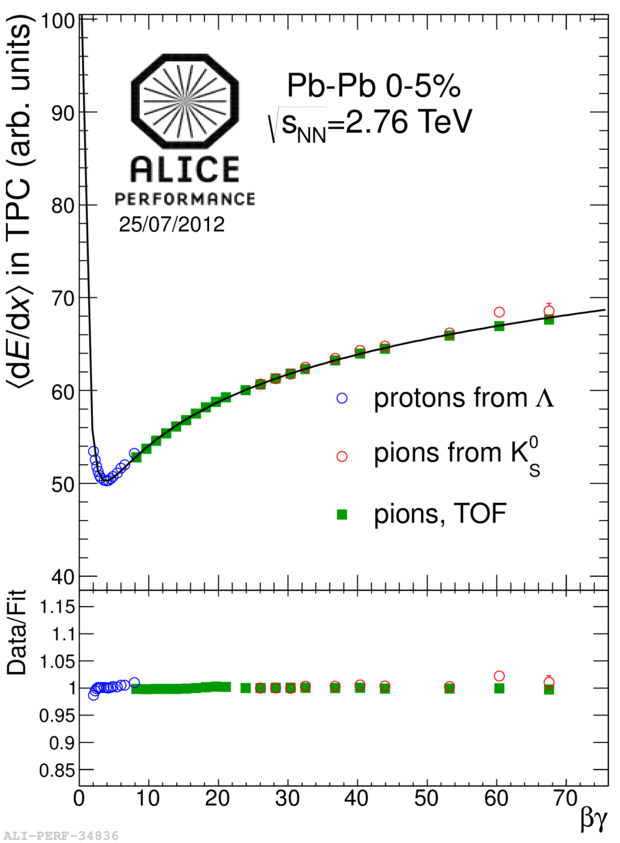 ⟨dE/dx⟩ in TPC (arb. units)
100
90
80
70
60
50
40
ALICE
PERFORMANCE
25/07/2012
Pb-Pb 0-5%
√sNN=2.76 TeV
protons from Λ
pions from K0S
pions, TOF
Data/Fit
1.15
1.1
1.05
1
0.95
0.9
0.85
0 10 20 30 40 50 60 70
βγ
ALI-PERF-34836